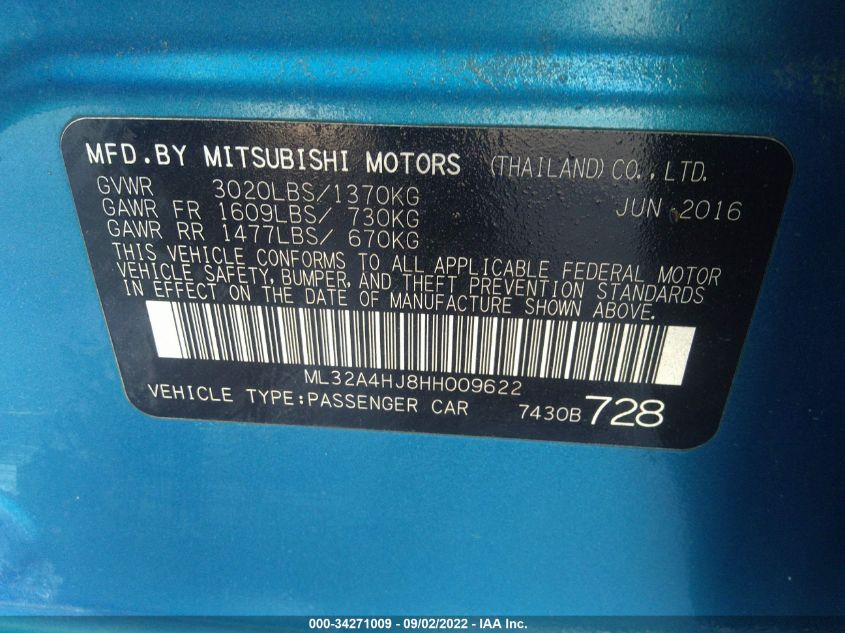 MFD.BY MITSUBISHI MOTORS (THAILAND) CO., LTD.
GVWR 3020LBS/1370KG JUN 2016
GAWR FR 1609LBS/ 730KG
GAWR RR 1477LBS/ 670KG
THIS VEHICLE CONFORMS TO ALL APPLICABLE FEDERAL MOTOR
VEHICLE SAFETY, BUMPER, AND THEFT PREVENTION STANDARDS
IN EFFECT ON THE DATE OF MANUFACTURE SHOWN ABOVE.
ML32A4HJ8HH009622
VEHICLE TYPE:PASSENGER CAR 7430B 728
000-34271009 - 09/02/2022 - IAA Inc.